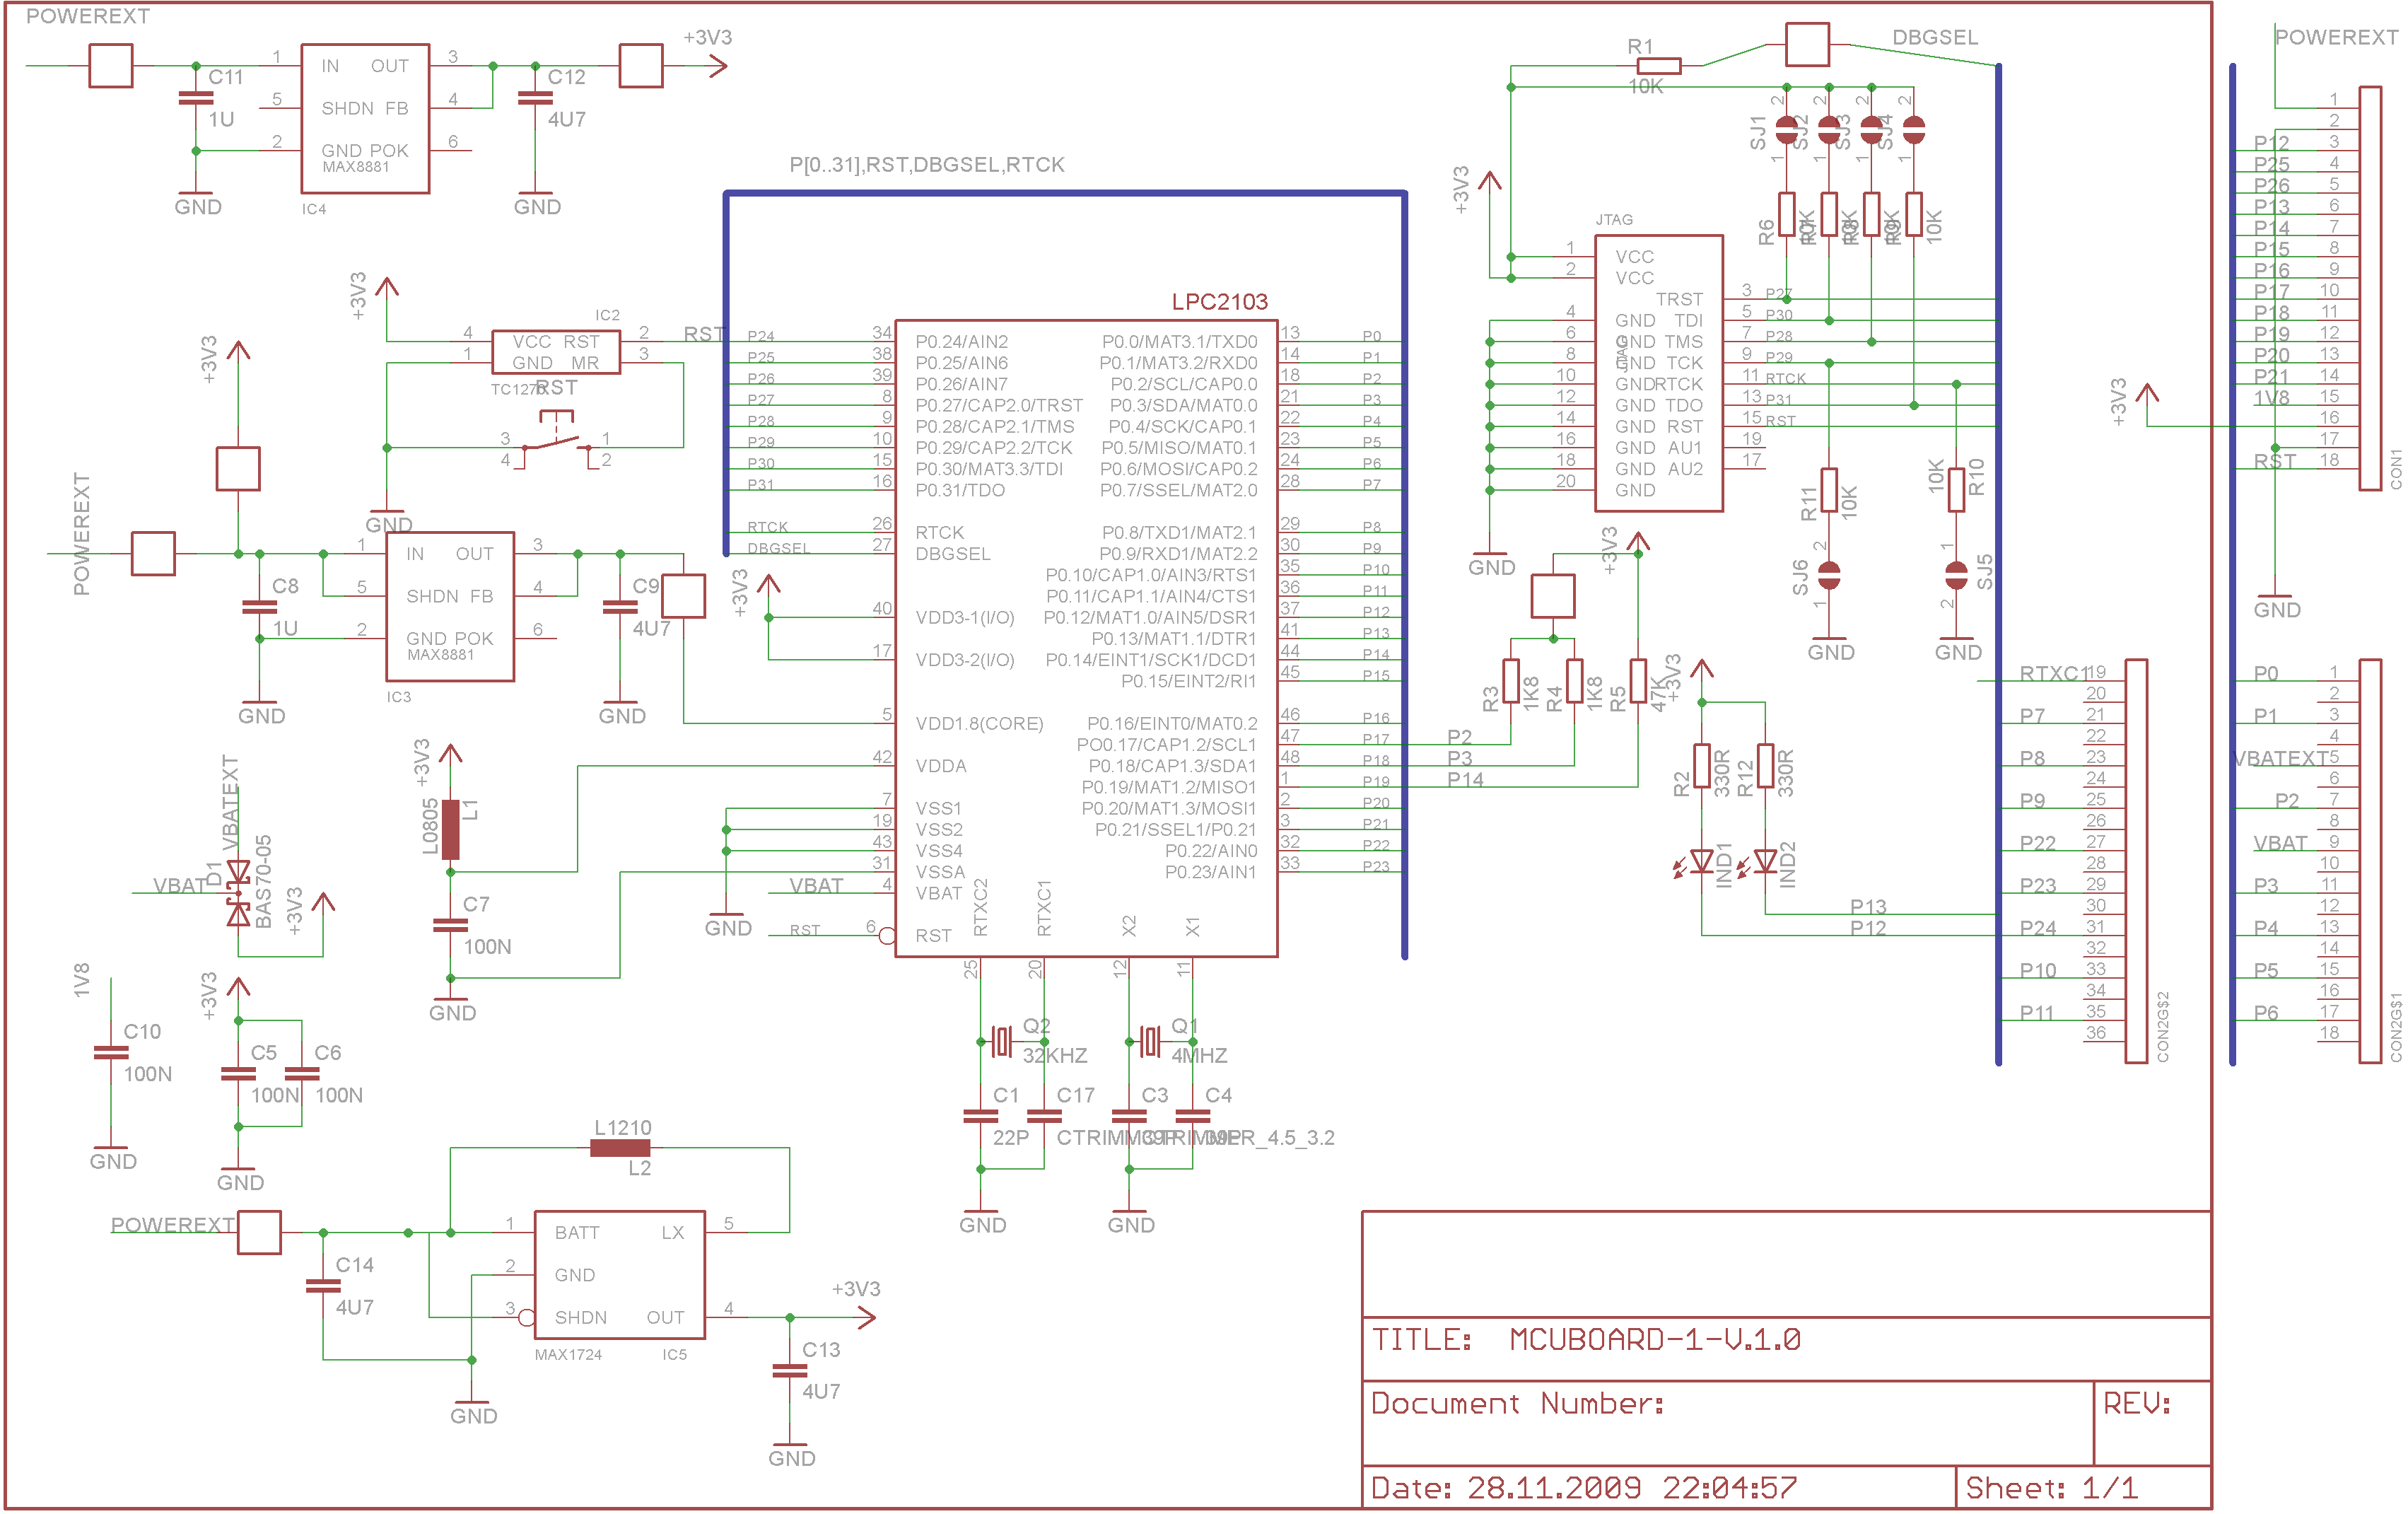 POWEREXT
C11
1U
1 IN OUT 3
5 SHDN FB 4
2 GND POK 6
MAX8881
IC4
C12
4U7
+3V3
GND
GND
+3V3
IC2
4 VCC RST 2 RST
1 GND MR 3
RST
3 1
4 2
GND
+3V3
POWEREXT
C8
1U
1 IN OUT 3
5 SHDN FB 4
2 GND POK 6
MAX8881
IC3
C9
4U7
GND
GND
VBATEXT
VBAT
D1
BAS70-05
+3V3
+3V3
L0805
L1
C7
100N
GND
1V8
C10
100N
GND
+3V3
C5
100N
C6
100N
GND
L1210
L2
POWEREXT
C14
4U7
1 BATT LX 5
2 GND
3 SHDN OUT 4
MAX1724 IC5
+3V3
C13
4U7
GND
GND
P[0..31],RST,DBGSEL,RTCK
LPC2103
P24 34 P0.24/AIN2
P25 38 P0.25/AIN6
P26 39 P0.26/AIN7
P27 8 P0.27/CAP2.0/TRST
P28 9 P0.28/CAP2.1/TMS
P29 10 P0.29/CAP2.2/TCK
P30 15 P0.30/MAT3.3/TDI
P31 16 P0.31/TDO
RTCK 26 RTCK
DBGSEL 27 DBGSEL
+3V3
40 VDD3-1(I/O)
17 VDD3-2(I/O)
5 VDD1.8(CORE)
42 VDDA
7 VSS1
19 VSS2
43 VSS4
31 VSSA
VBAT 4 VBAT
RST 6 RST
GND
P0.0/MAT3.1/TXD0 13 P0
P0.1/MAT3.2/RXD0 14 P1
P0.2/SCL/CAP0.0 18 P2
P0.3/SDA/MAT0.0 21 P3
P0.4/SCK/CAP0.1 22 P4
P0.5/MISO/MAT0.1 23 P5
P0.6/MOSI/CAP0.2 24 P6
P0.7/SSEL/MAT2.0 28 P7
P0.8/TXD1/MAT2.1 29 P8
P0.9/RXD1/MAT2.2 30 P9
P0.10/CAP1.0/AIN3/RTS1 35 P10
P0.11/CAP1.1/AIN4/CTS1 36 P11
P0.12/MAT1.0/AIN5/DSR1 37 P12
P0.13/MAT1.1/DTR1 41 P13
P0.14/EINT1/SCK1/DCD1 44 P14
P0.15/EINT2/RI1 45 P15
P0.16/EINT0/MAT0.2 46 P16
PO0.17/CAP1.2/SCL1 47 P17 P2
P0.18/CAP1.3/SDA1 48 P18 P3
P0.19/MAT1.2/MISO1 1 P19 P14
P0.20/MAT1.3/MOSI1 2 P20
P0.21/SSEL1/P0.21 3 P21
P0.22/AIN0 32 P22
P0.23/AIN1 33 P23
RTXC2 RTXC1 X2 X1
25 20 12 11
Q2
32KHZ
Q1
4MHZ
C1
22P
C17
C3
C4
GND
GND
R1
10K
DBGSEL
2 2 2 2
SJ1 SJ2 SJ3 SJ4
1 1 1 1
R6
10K
+3V3
JTAG
1 VCC
2 VCC
TRST 3 P27
4 GND TDI 5 P30
6 GND TMS 7 P28
8 GND TCK 9 P29
10 GND RTCK 11 RTCK
12 GND TDO 13 P31
14 GND RST 15 RST
16 GND AU1 19
18 GND AU2 17
20 GND
GND
R11
10K
2
SJ6
1
GND
10K
R10
1
SJ5
2
GND
+3V3
R3
1K8
R4
1K8
R5
47K
+3V3
R2
330R
R12
330R
IND1
IND2
P13
P12
RTXC1 19
20
P7 21
22
P8 23
24
P9 25
26
P22 27
28
P23 29
30
P24 31
32
P10 33
34
P11 35
36
CON2G$2
POWEREXT
1
2
P12 3
P25 4
P26 5
P13 6
P14 7
P15 8
P16 9
P17 10
P18 11
P19 12
P20 13
P21 14
1V8 15
+3V3 16
17
RST 18
CON1
GND
P0 1
2
P1 3
4
VBATEXT 5
6
P2 7
8
VBAT 9
10
P3 11
12
P4 13
14
P5 15
16
P6 17
18
CON2G$1
TITLE: MCUBOARD-1-V.1.0
Document Number:
REV:
Date: 28.11.2009 22:04:57
Sheet: 1/1